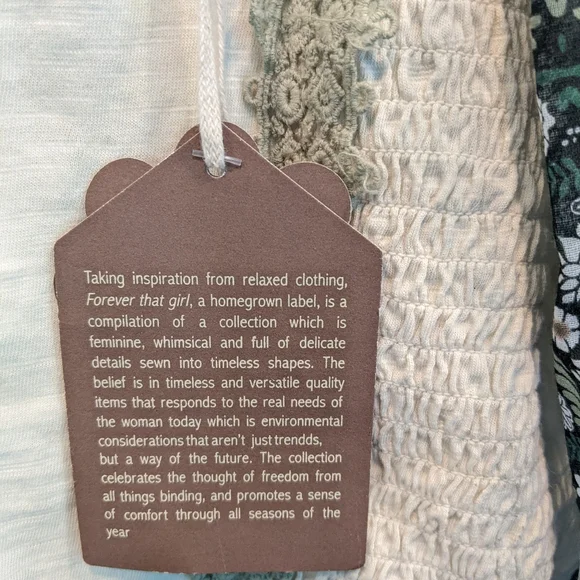 Taking inspiration from relaxed clothing,
Forever that girl, a homegrown label, is a
compilation of a collection which is
feminine, whimsical and full of delicate
details sewn into timeless shapes. The
belief is in timeless and versatile quality
items that responds to the real needs of
the woman today which is environmental
considerations that aren't just trendds,
but a way of the future. The collection
celebrates the thought of freedom from
all things binding, and promotes a sense
of comfort through all seasons of the
year